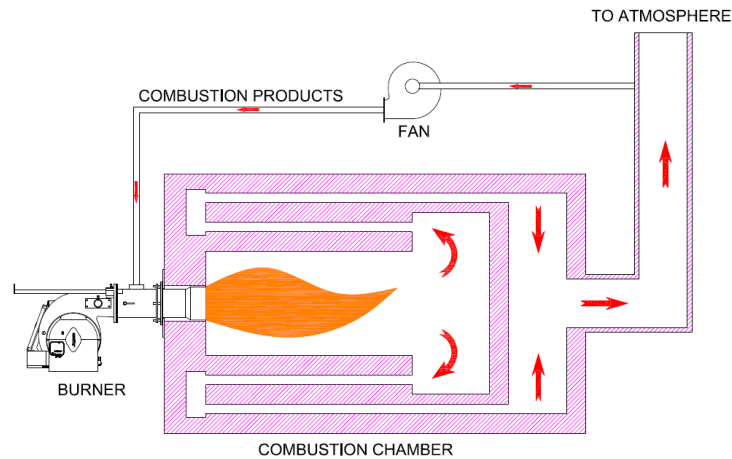 TO ATMOSPHERE
COMBUSTION PRODUCTS
FAN
BURNER
COMBUSTION CHAMBER